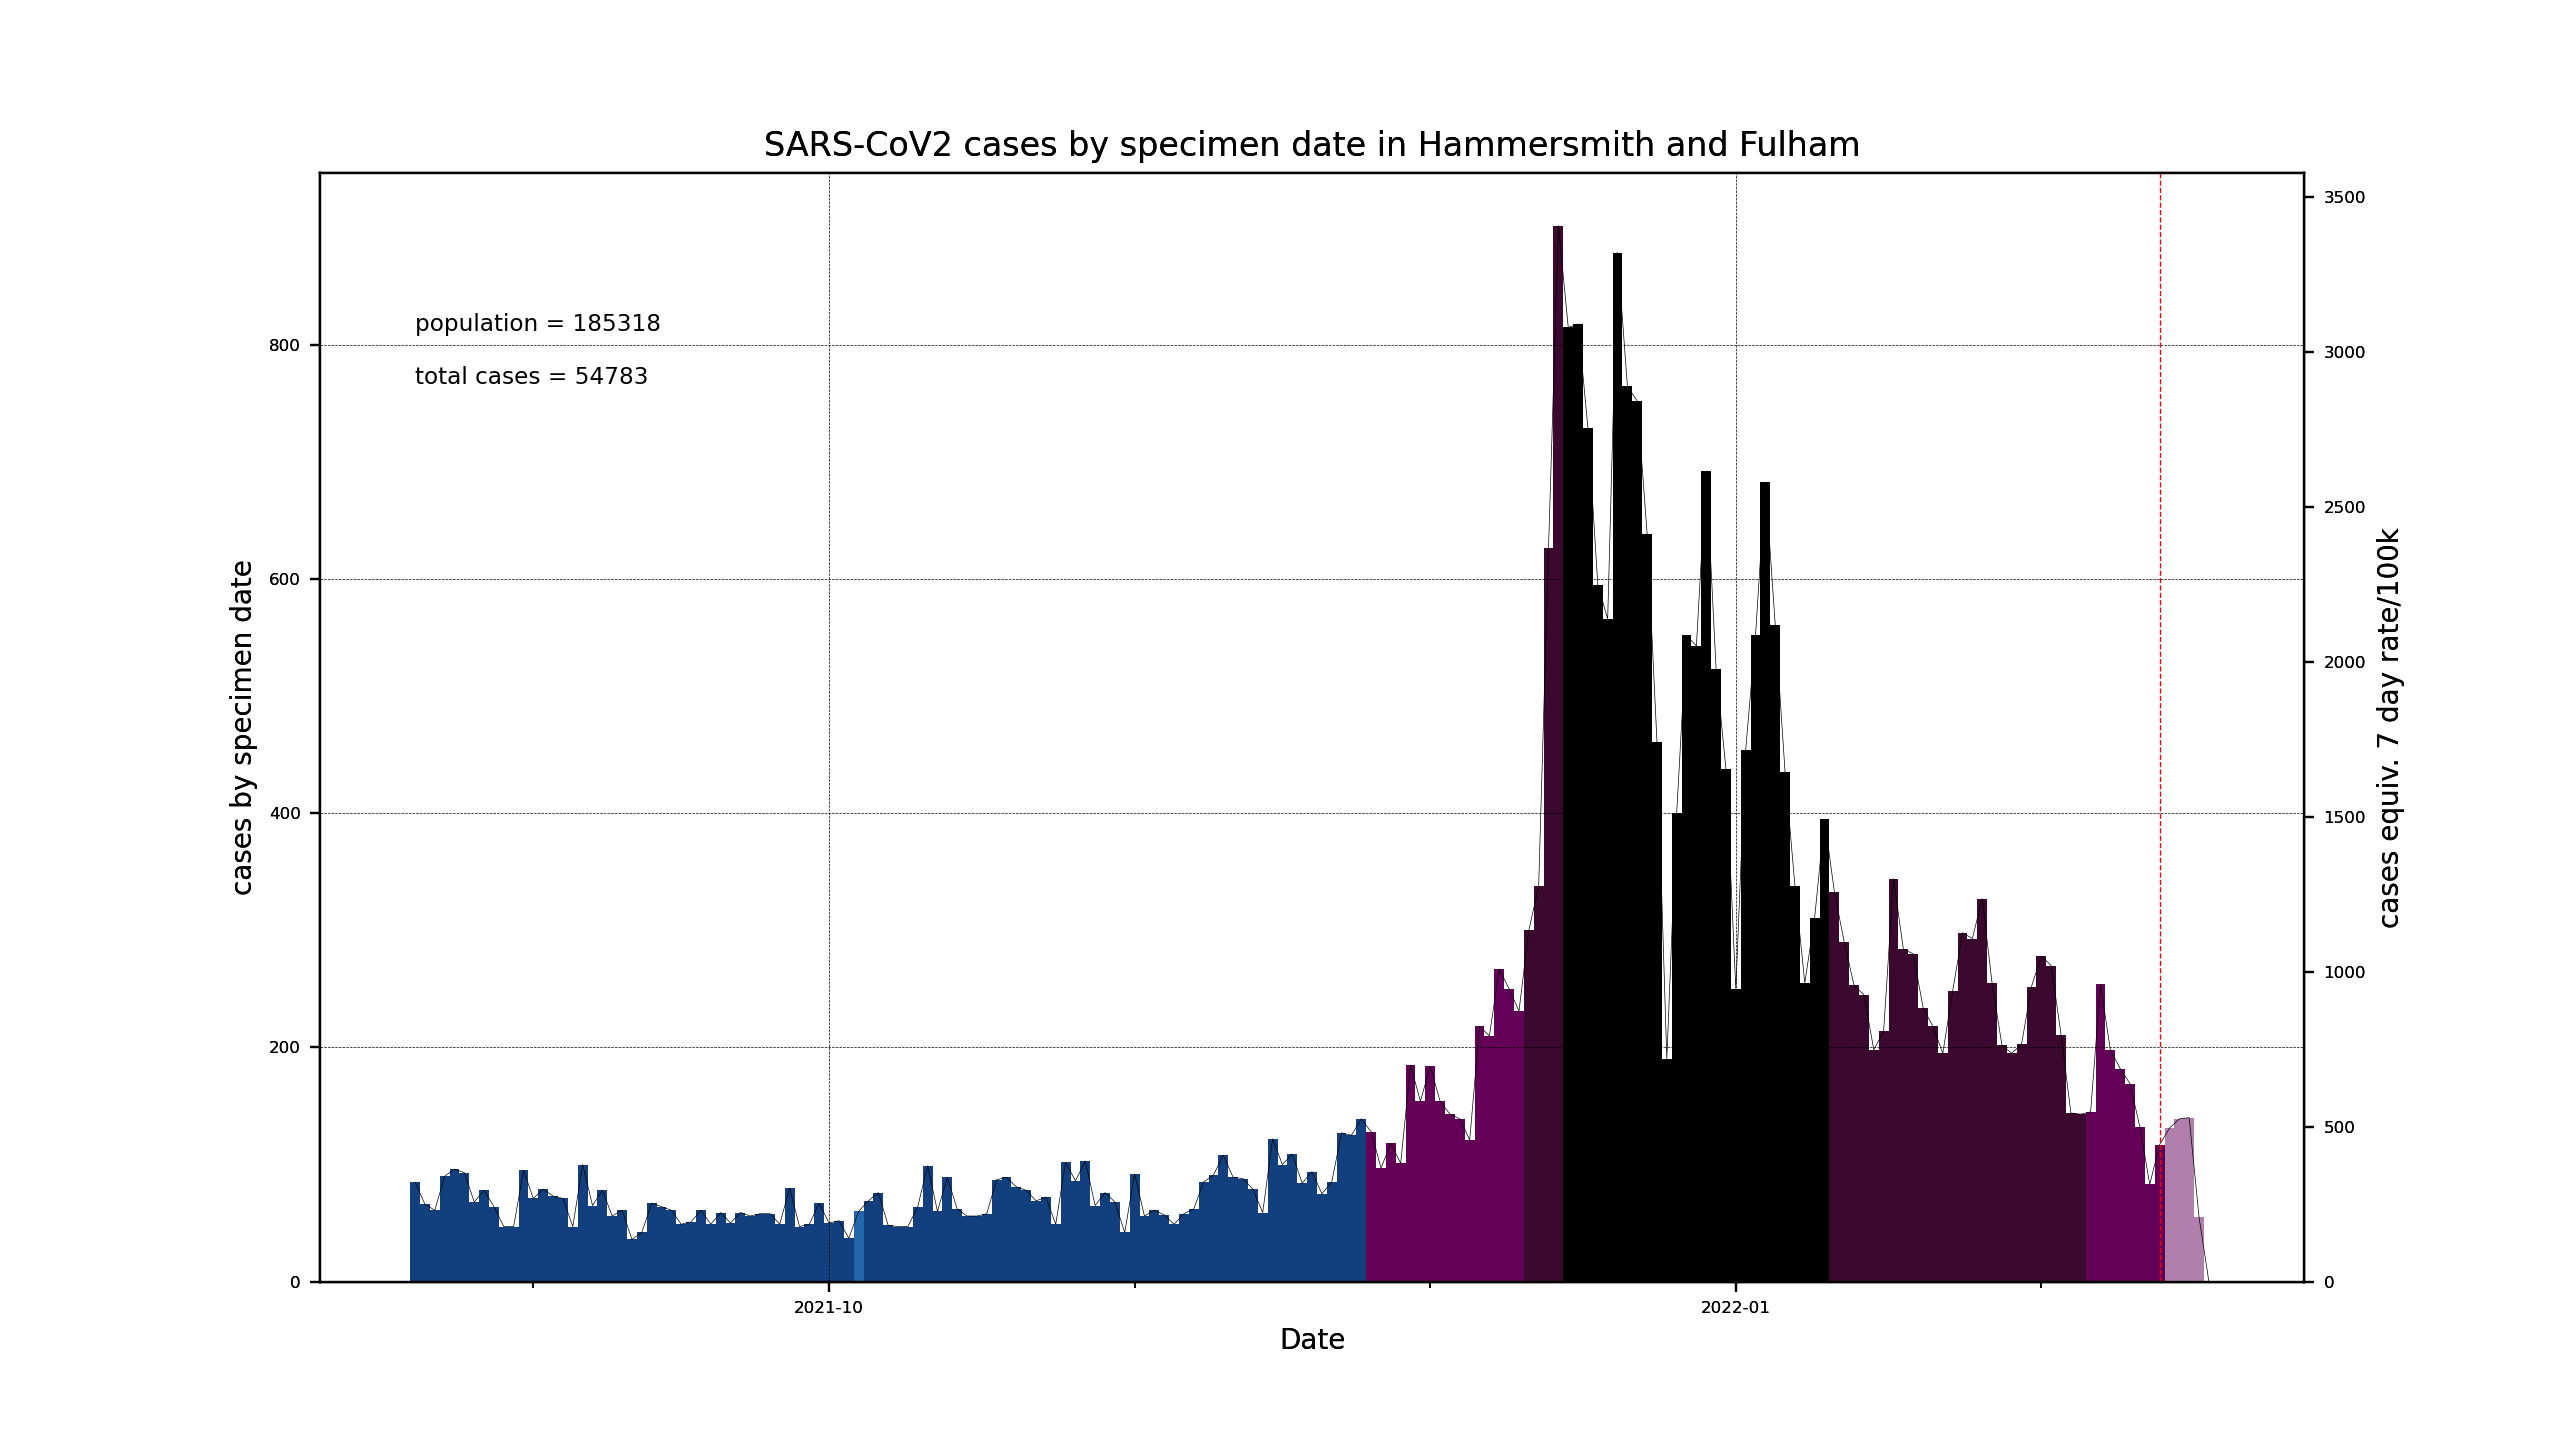 SARS-CoV2 cases by specimen date in Hammersmith and Fulham
population = 185318
total cases = 54783
cases by specimen date
800
600
400
200
0
3500
3000
2500
2000
1500
1000
500
0
cases equiv. 7 day rate/100k
2021-10
2022-01
Date